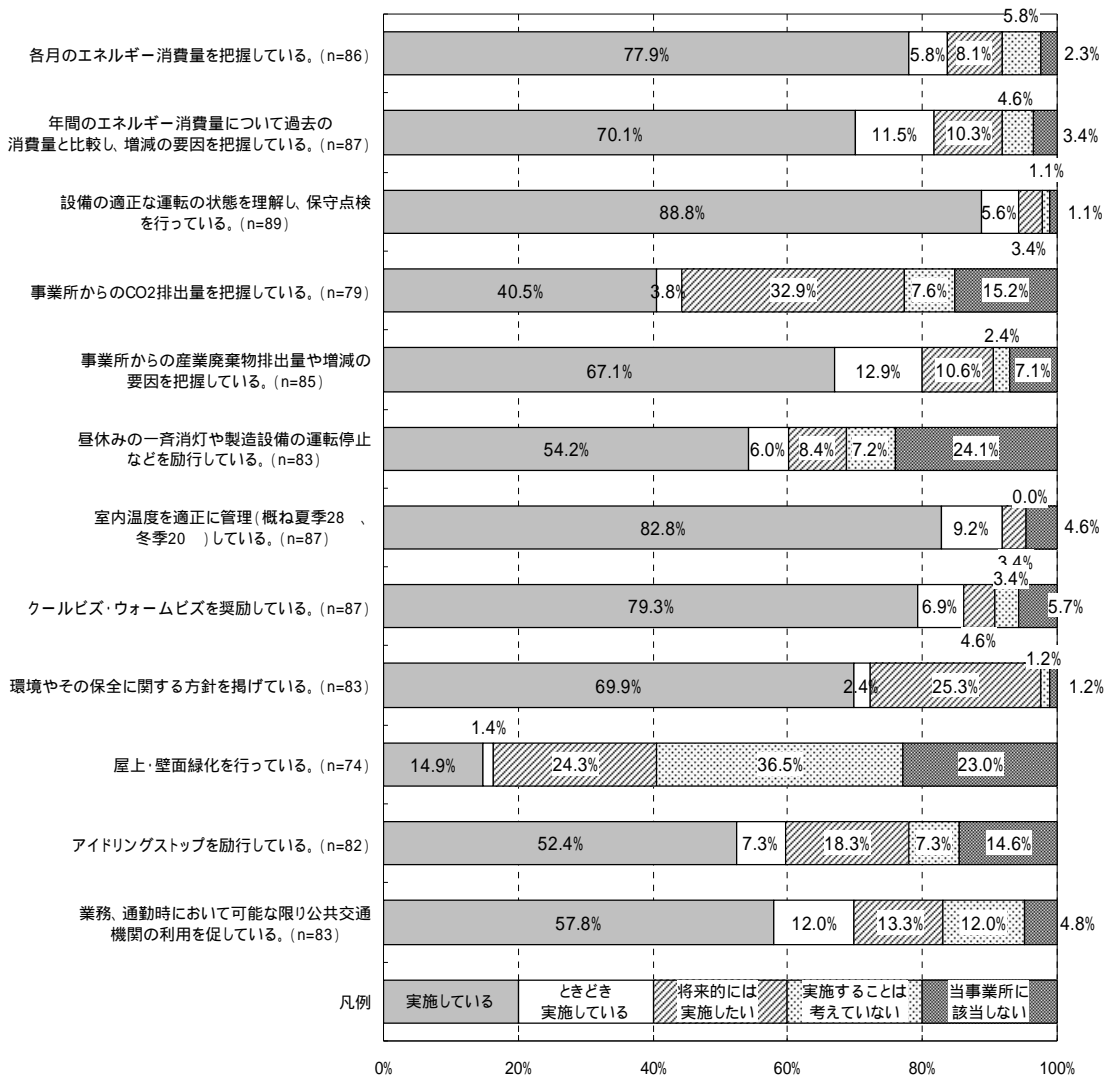 5.8%
各月のエネルギー消費量を把握している。(n=86)
77.9% 5.8% 8.1% 2.3%
4.6%
年間のエネルギー消費量について過去の
消費量と比較し、増減の要因を把握している。(n=87)
70.1% 11.5% 10.3% 3.4%
1.1%
設備の適正な運転の状態を理解し、保守点検
を行っている。(n=89)
88.8% 5.6% 1.1%
3.4%
事業所からのCO2排出量を把握している。(n=79)
40.5% 3.8% 32.9% 7.6% 15.2%
2.4%
事業所からの産業廃棄物排出量や増減の
要因を把握している。(n=85)
67.1% 12.9% 10.6% 7.1%
昼休みの一斉消灯や製造設備の運転停止
などを励行している。(n=83)
54.2% 6.0% 8.4% 7.2% 24.1%
0.0%
室内温度を適正に管理(概ね夏季28 、
冬季20 )している。(n=87)
82.8% 9.2% 4.6%
3.4%
3.4%
クールビズ・ウォームビズを奨励している。(n=87)
79.3% 6.9% 5.7%
4.6%
1.2%
環境やその保全に関する方針を掲げている。(n=83)
69.9% 2.4% 25.3% 1.2%
1.4%
屋上・壁面緑化を行っている。(n=74)
14.9% 24.3% 36.5% 23.0%
アイドリングストップを励行している。(n=82)
52.4% 7.3% 18.3% 7.3% 14.6%
業務、通勤時において可能な限り公共交通
機関の利用を促している。(n=83)
57.8% 12.0% 13.3% 12.0% 4.8%
凡例
実施している
ときどき
実施している
将来的には
実施したい
実施することは
考えていない
当事業所に
該当しない
0% 20% 40% 60% 80% 100%